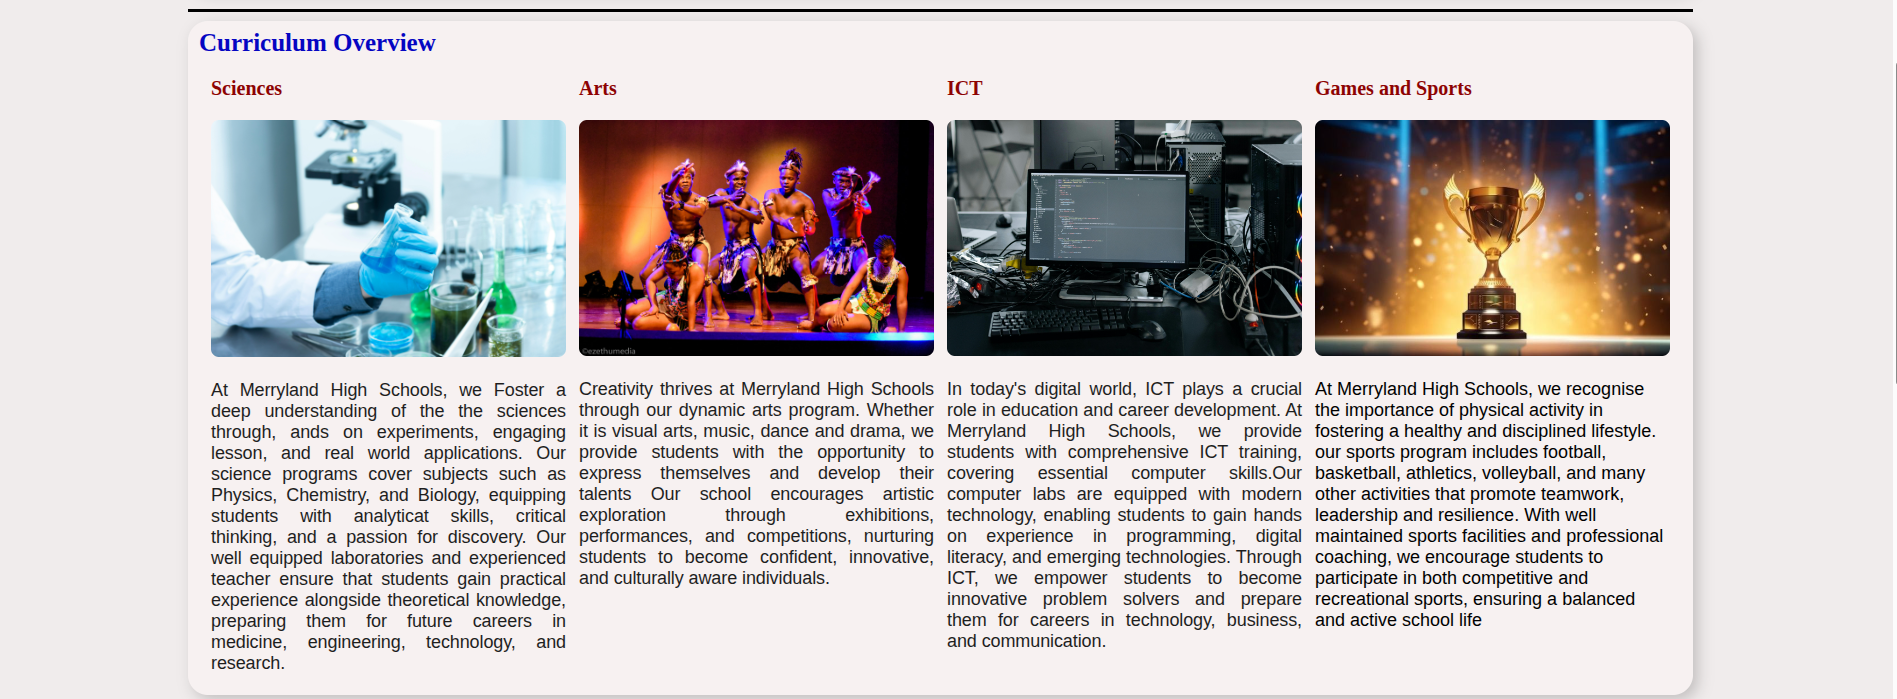 Curriculum Overview
Sciences
At Merryland High Schools, we Foster a
deep understanding of the the sciences
through, ands on experiments, engaging
lesson, and real world applications. Our
science programs cover subjects such as
Physics, Chemistry, and Biology, equipping
students with analyticat skills, critical
thinking, and a passion for discovery. Our
well equipped laboratories and experienced
teacher ensure that students gain practical
experience alongside theoretical knowledge,
preparing them for future careers in
medicine, engineering, technology, and
research.
Arts
©ezethumedia
Creativity thrives at Merryland High Schools
through our dynamic arts program. Whether
it is visual arts, music, dance and drama, we
provide students with the opportunity to
express themselves and develop their
talents Our school encourages artistic
exploration through exhibitions,
performances, and competitions, nurturing
students to become confident, innovative,
and culturally aware individuals.
ICT
In today's digital world, ICT plays a crucial
role in education and career development. At
Merryland High Schools, we provide
students with comprehensive ICT training,
covering essential computer skills.Our
computer labs are equipped with modern
technology, enabling students to gain hands
on experience in programming, digital
literacy, and emerging technologies. Through
ICT, we empower students to become
innovative problem solvers and prepare
them for careers in technology, business,
and communication.
Games and Sports
At Merryland High Schools, we recognise
the importance of physical activity in
fostering a healthy and disciplined lifestyle.
our sports program includes football,
basketball, athletics, volleyball, and many
other activities that promote teamwork,
leadership and resilience. With well
maintained sports facilities and professional
coaching, we encourage students to
participate in both competitive and
recreational sports, ensuring a balanced
and active school life